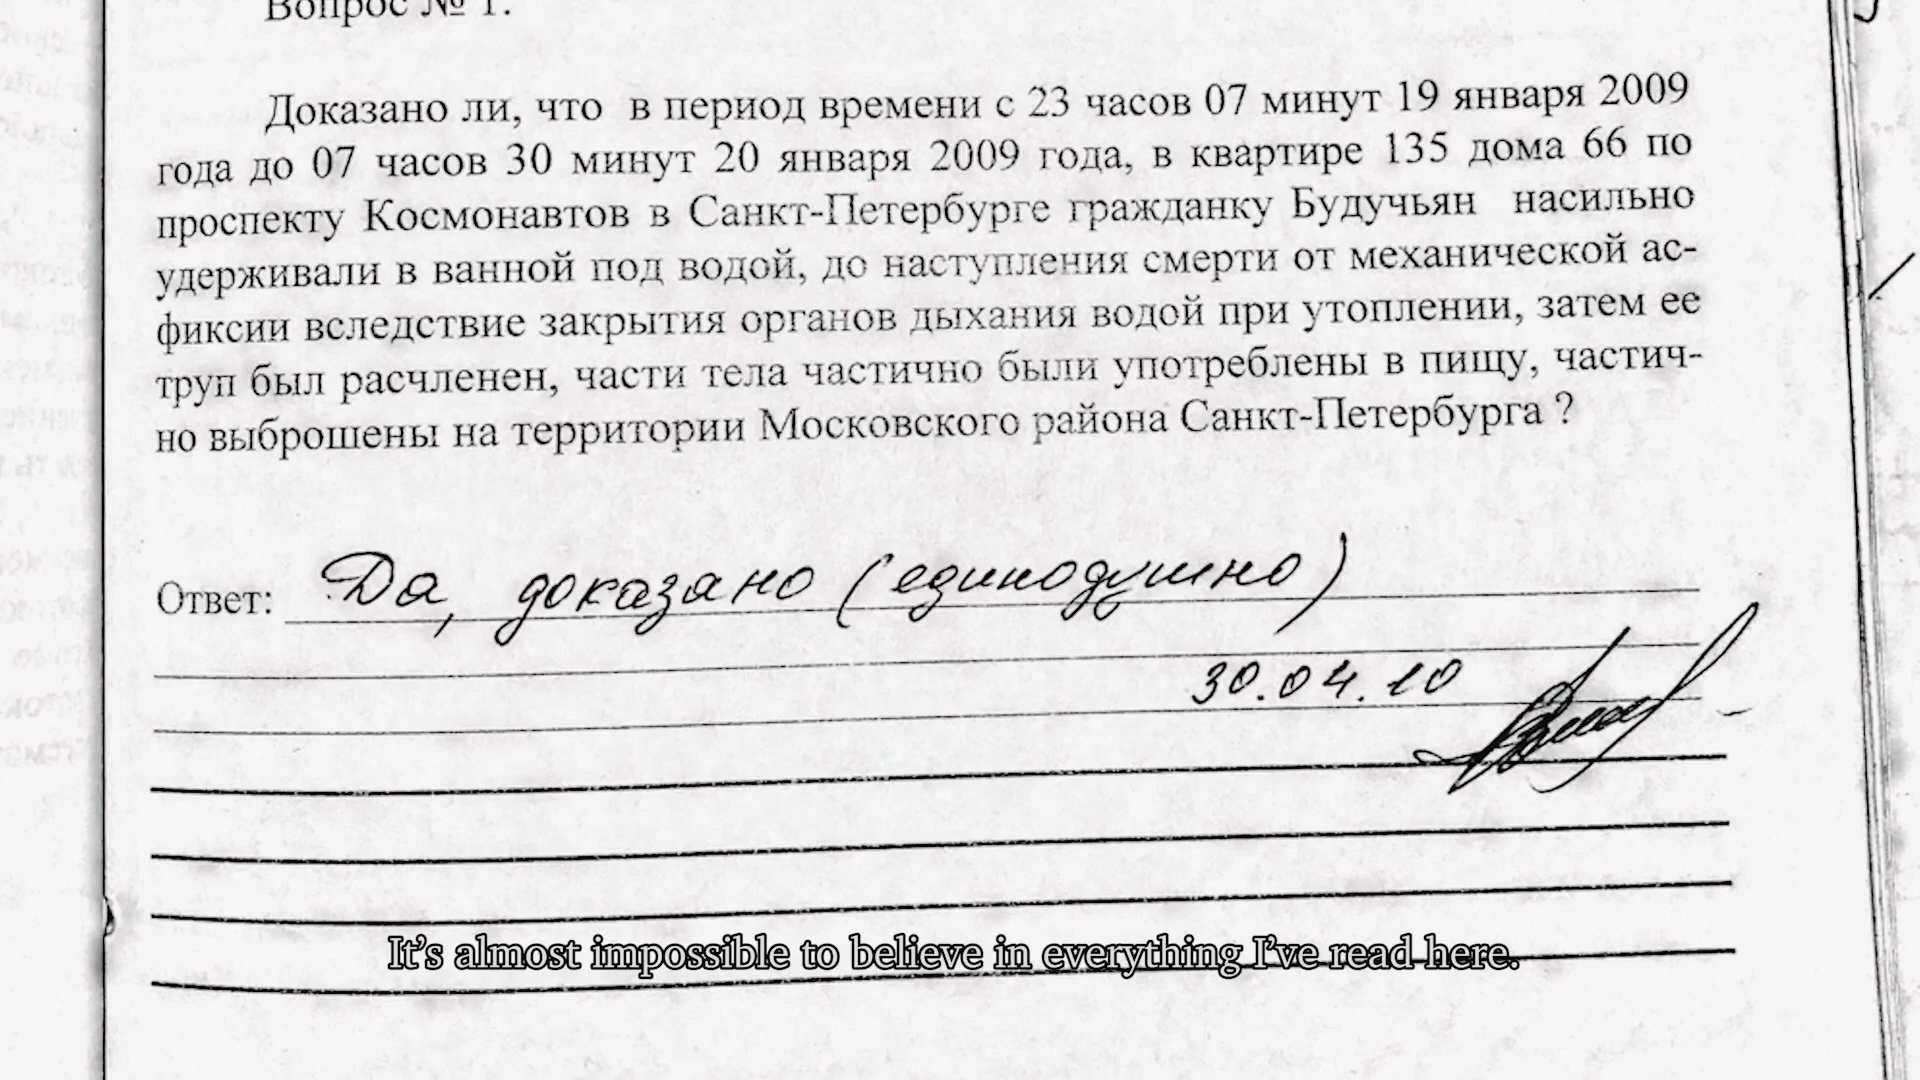 Вопрос № 1.
Доказано ли, что в период времени с 23 часов 07 минут 19 января 2009
года до 07 часов 30 минут 20 января 2009 года, в квартире 135 дома 66 по
проспекту Космонавтов в Санкт-Петербурге гражданку Будучьян насильно
удерживали в ванной под водой, до наступления смерти от механической ас-
фиксии вследствие закрытия органов дыхания водой при утоплении, затем ее
труп был расчленен, части тела частично были употреблены в пищу, частич-
но выброшены на территории Московского района Санкт-Петербурга ?
Ответ: Да, доказано (единодушно)
30.04.10
It's almost impossible to believe in everything I've read here.